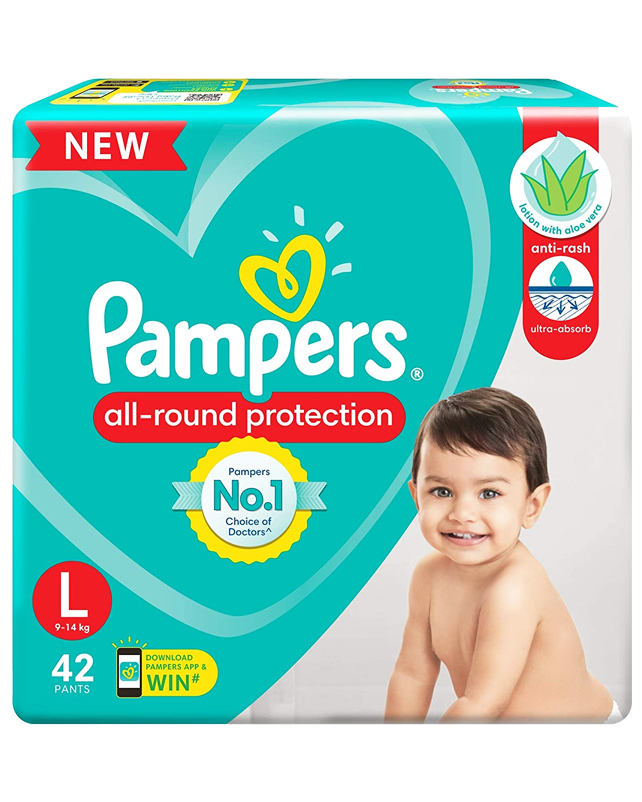 NEW
lotion with aloe vera
anti-rash
ultra-absorb
Pampers®
all-round protection
Pampers
No.1
Choice of
Doctors^
L
9-14 kg
42
PANTS
DOWNLOAD
PAMPERS APP &
WIN#
Pampers